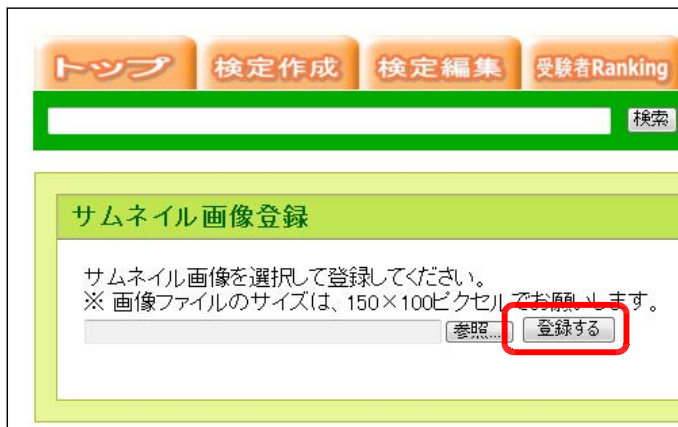 トップ 検定作成 検定編集 受験者Ranking
検索
サムネイル画像登録
サムネイル画像を選択して登録してください。
※ 画像ファイルのサイズは、150×100ピクセルでお願いします。
参照... 登録する